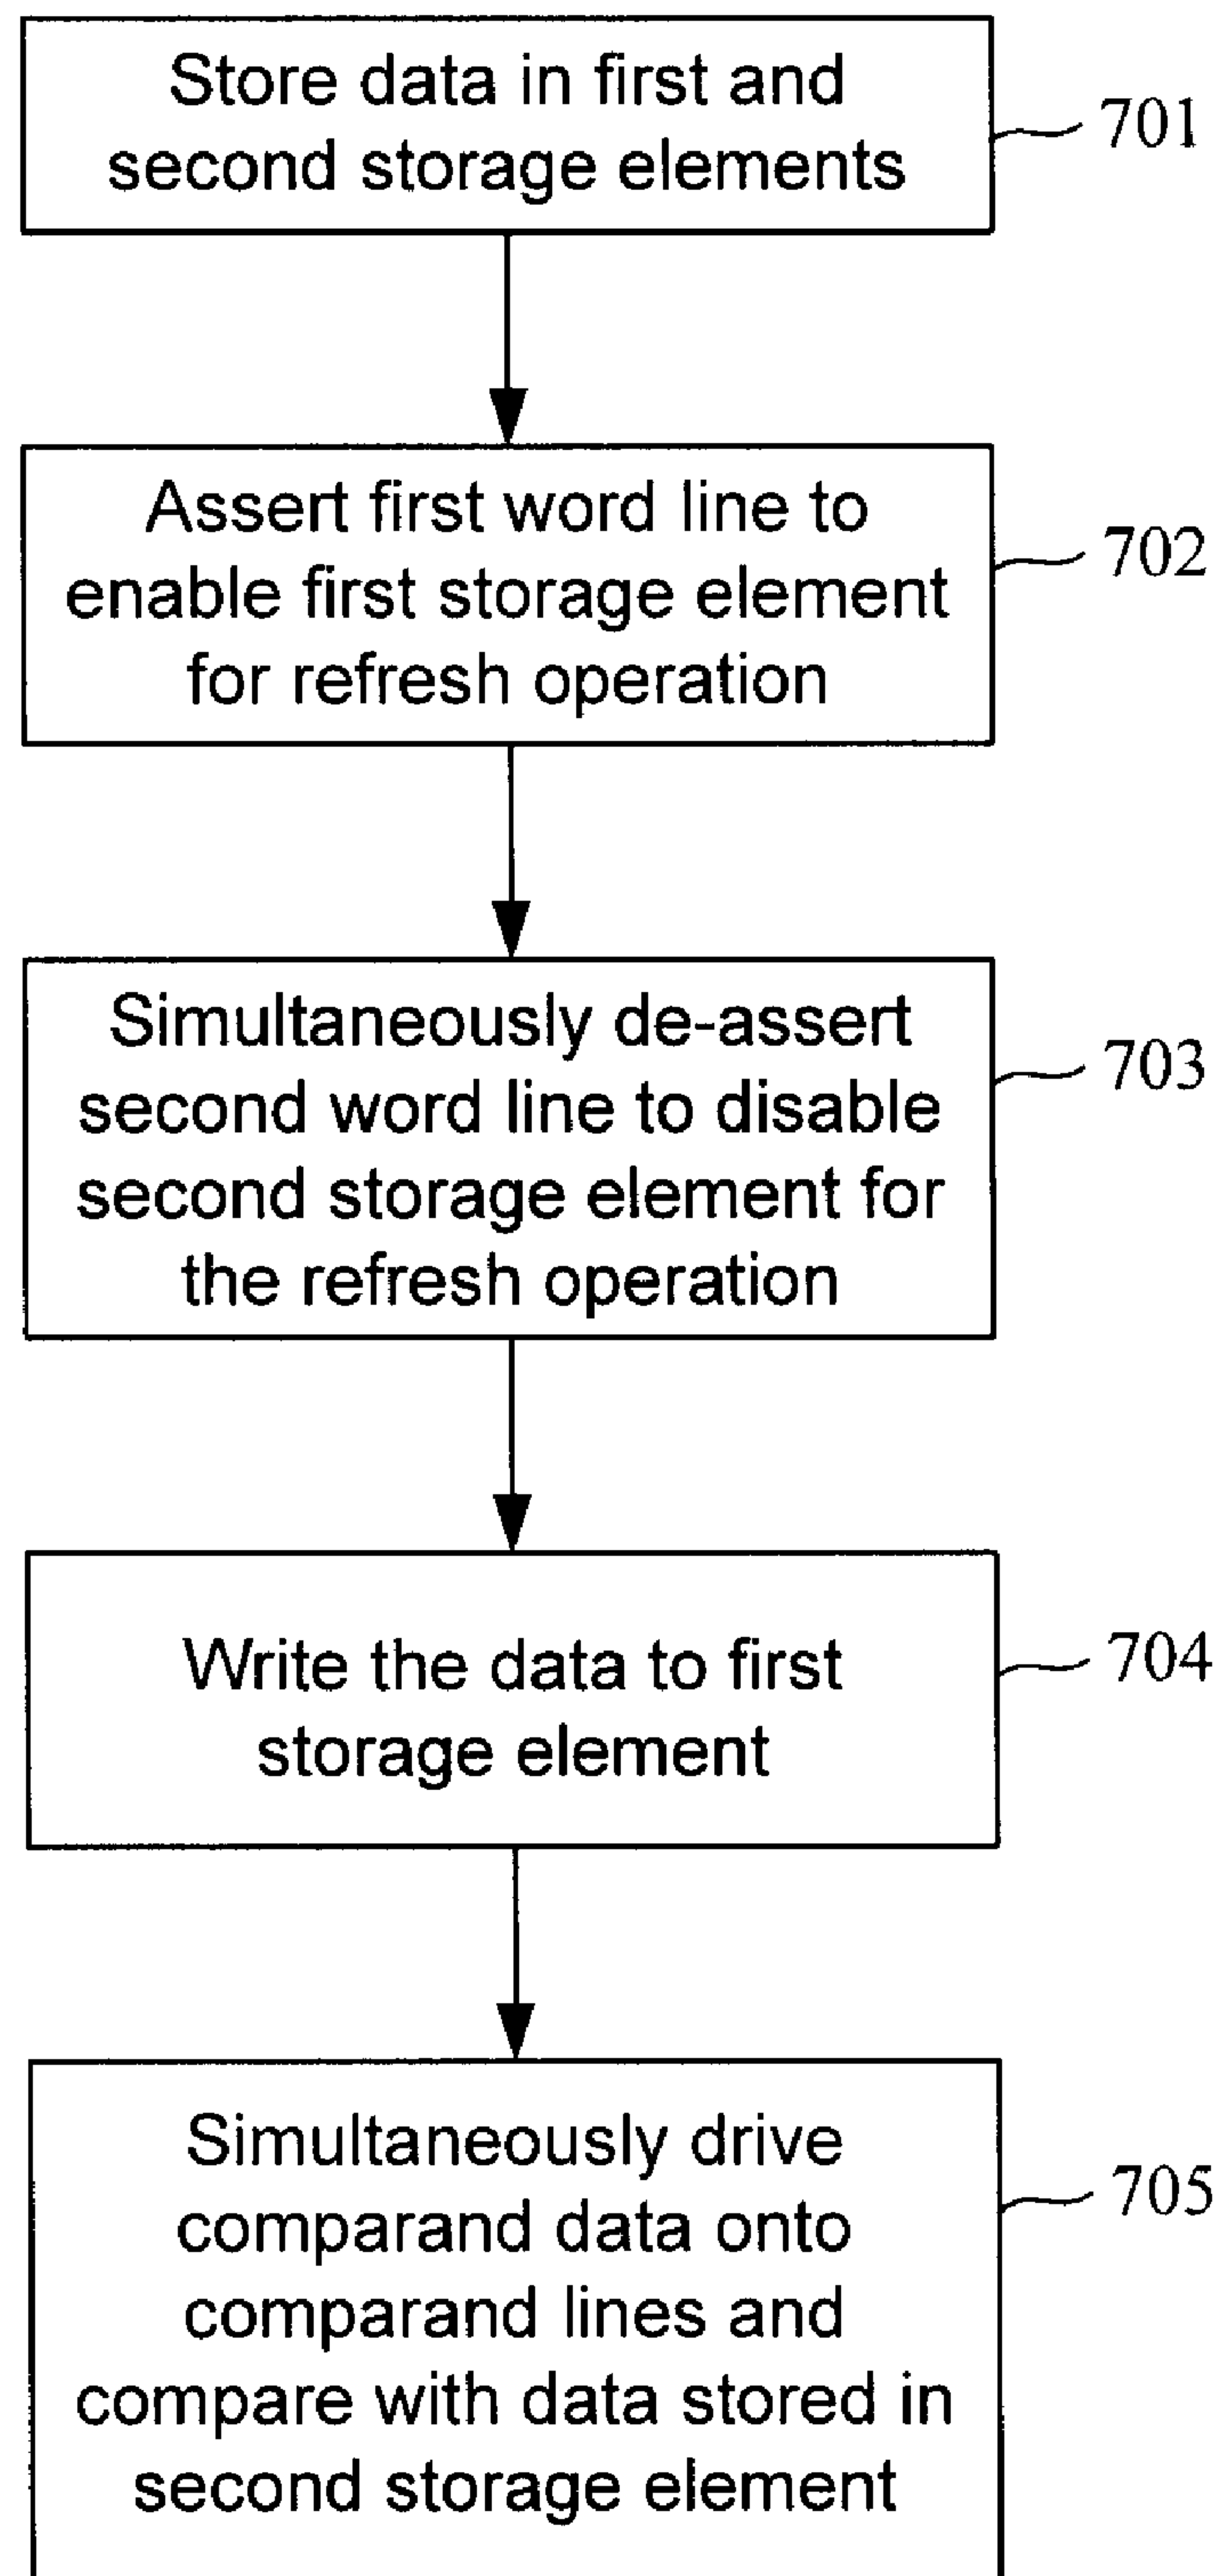 Store data in first and
second storage elements
701
Assert first word line to
enable first storage element
for refresh operation
702
Simultaneously de-assert
second word line to disable
second storage element for
the refresh operation
703
Write the data to first
storage element
704
Simultaneously drive
comparand data onto
comparand lines and
compare with data stored in
second storage element
705